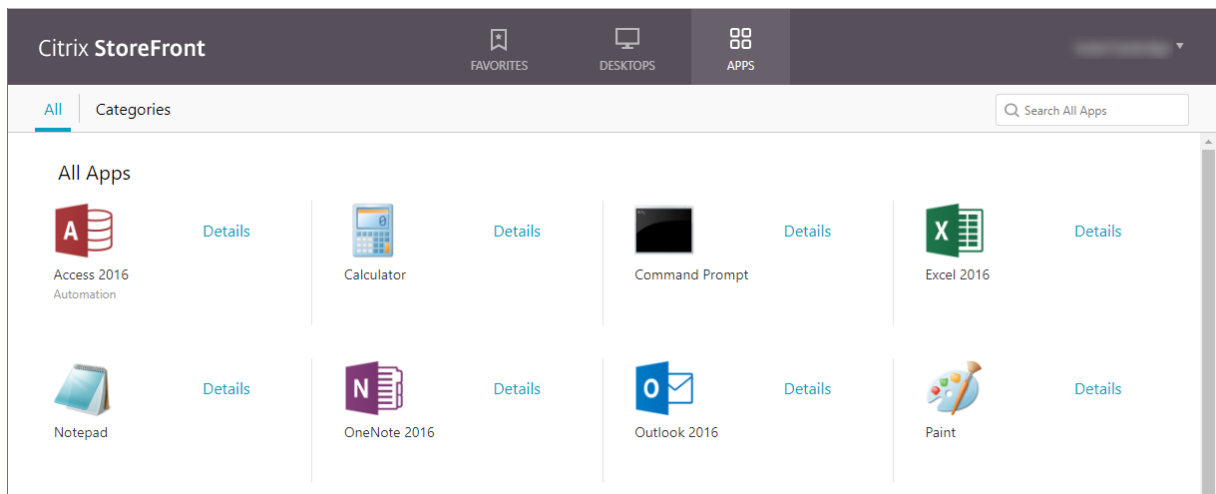 Citrix StoreFront
FAVORITES
DESKTOPS
APPS
All
Categories
Search All Apps
All Apps
Details
Details
Details
Details
Access 2016
Calculator
Command Prompt
Excel 2016
Automation
Details
Details
Details
Details
Notepad
OneNote 2016
Outlook 2016
Paint